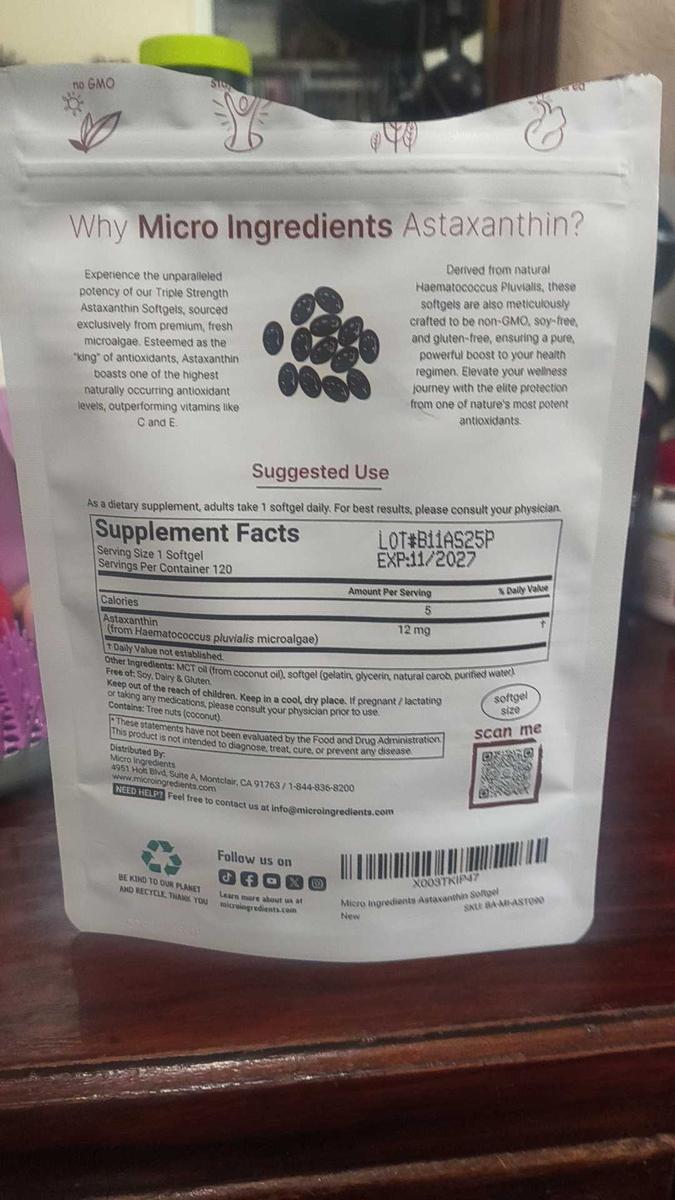 no GMO
Why Micro Ingredients Astaxanthin?
Experience the unparalleled
potency of our Triple Strength
Astaxanthin Softgels, sourced
exclusively from premium, fresh
microalgae. Esteemed as the
"king" of antioxidants, Astaxanthin
boasts one of the highest
naturally occurring antioxidant
levels, outperforming vitamins like
C and E.
Derived from natural
Haematococcus Pluvialis, these
softgels are also meticulously
crafted to be non-GMO, soy-free,
and gluten-free, ensuring a pure,
powerful boost to your health
regimen. Elevate your wellness
journey with the elite protection
from one of nature's most potent
antioxidants.
Suggested Use
As a dietary supplement, adults take 1 softgel daily. For best results, please consult your physician.
Supplement Facts
Serving Size 1 Softgel
Servings Per Container 120
LOT#B11AS25P
EXP:11/2027
Amount Per Serving % Daily Value
Calories 5
Astaxanthin
(from Haematococcus pluvialis microalgae) 12 mg †
† Daily Value not established.
Other Ingredients: MCT oil (from coconut oil), softgel (gelatin, glycerin, natural carob, purified water).
Free of: Soy, Dairy & Gluten.
Keep out of the reach of children. Keep in a cool, dry place. If pregnant / lactating
or taking any medications, please consult your physician prior to use.
Contains: Tree nuts (coconut).
softgel
size
* These statements have not been evaluated by the Food and Drug Administration.
This product is not intended to diagnose, treat, cure, or prevent any disease.
scan me
Distributed By:
Micro Ingredients
4951 Holt Blvd, Suite A, Montclair, CA 91763 / 1-844-836-8200
www.microingredients.com
NEED HELP? Feel free to contact us at info@microingredients.com
BE KIND TO OUR PLANET
AND RECYCLE, THANK YOU
Follow us on
Learn more about us at
microingredients.com
X003TKIP47
Micro Ingredients Astaxanthin Softgel
New
SKU: BA-MI-AST090